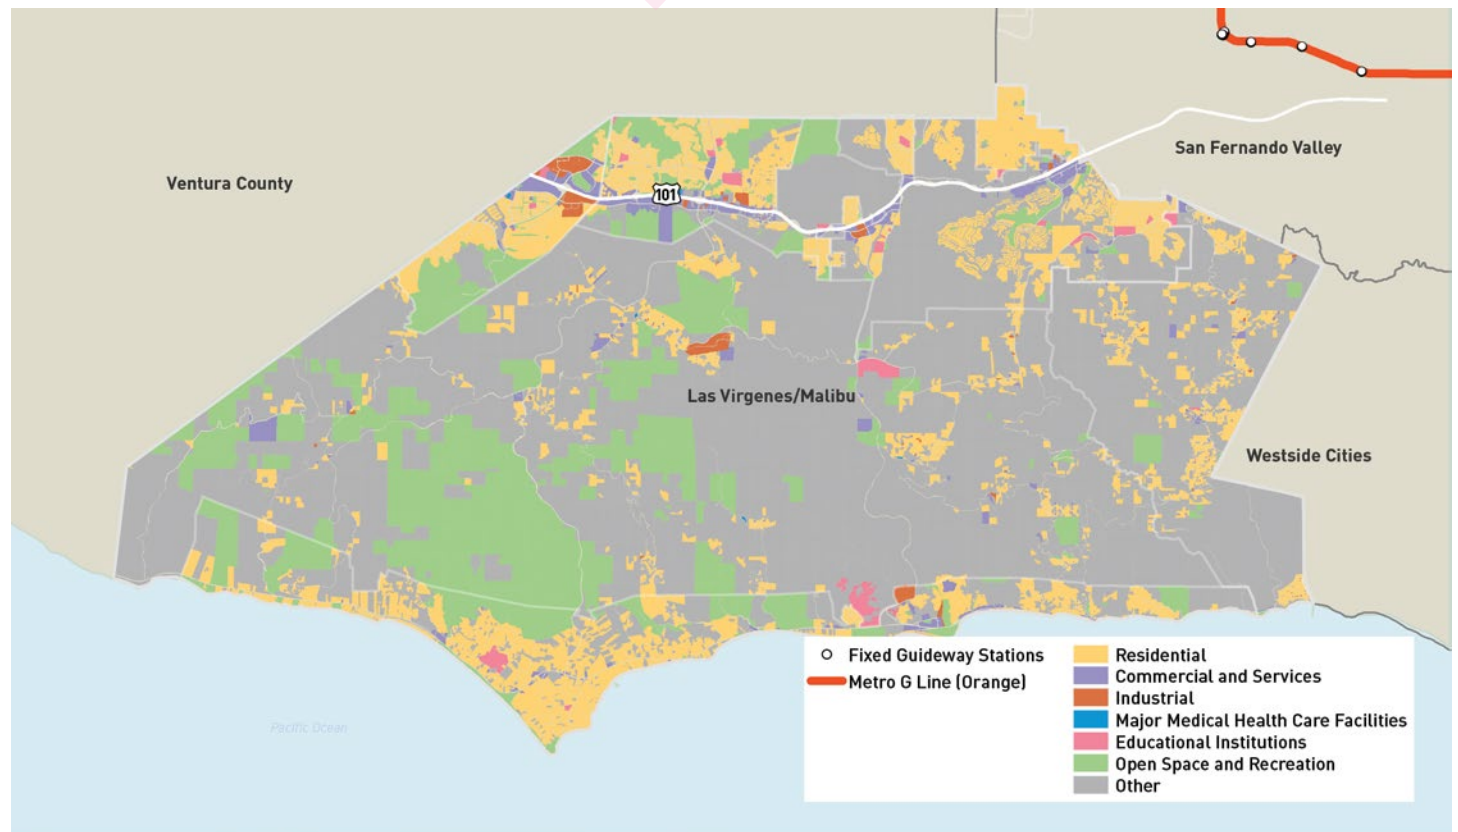 San Fernando Valley
Ventura County
101
Las Virgenes/Malibu
Westside Cities
Fixed Guideway Stations
Metro G Line (Orange)
Residential
Commercial and Services
Industrial
Major Medical Health Care Facilities
Educational Institutions
Open Space and Recreation
Other
Pacific Ocean